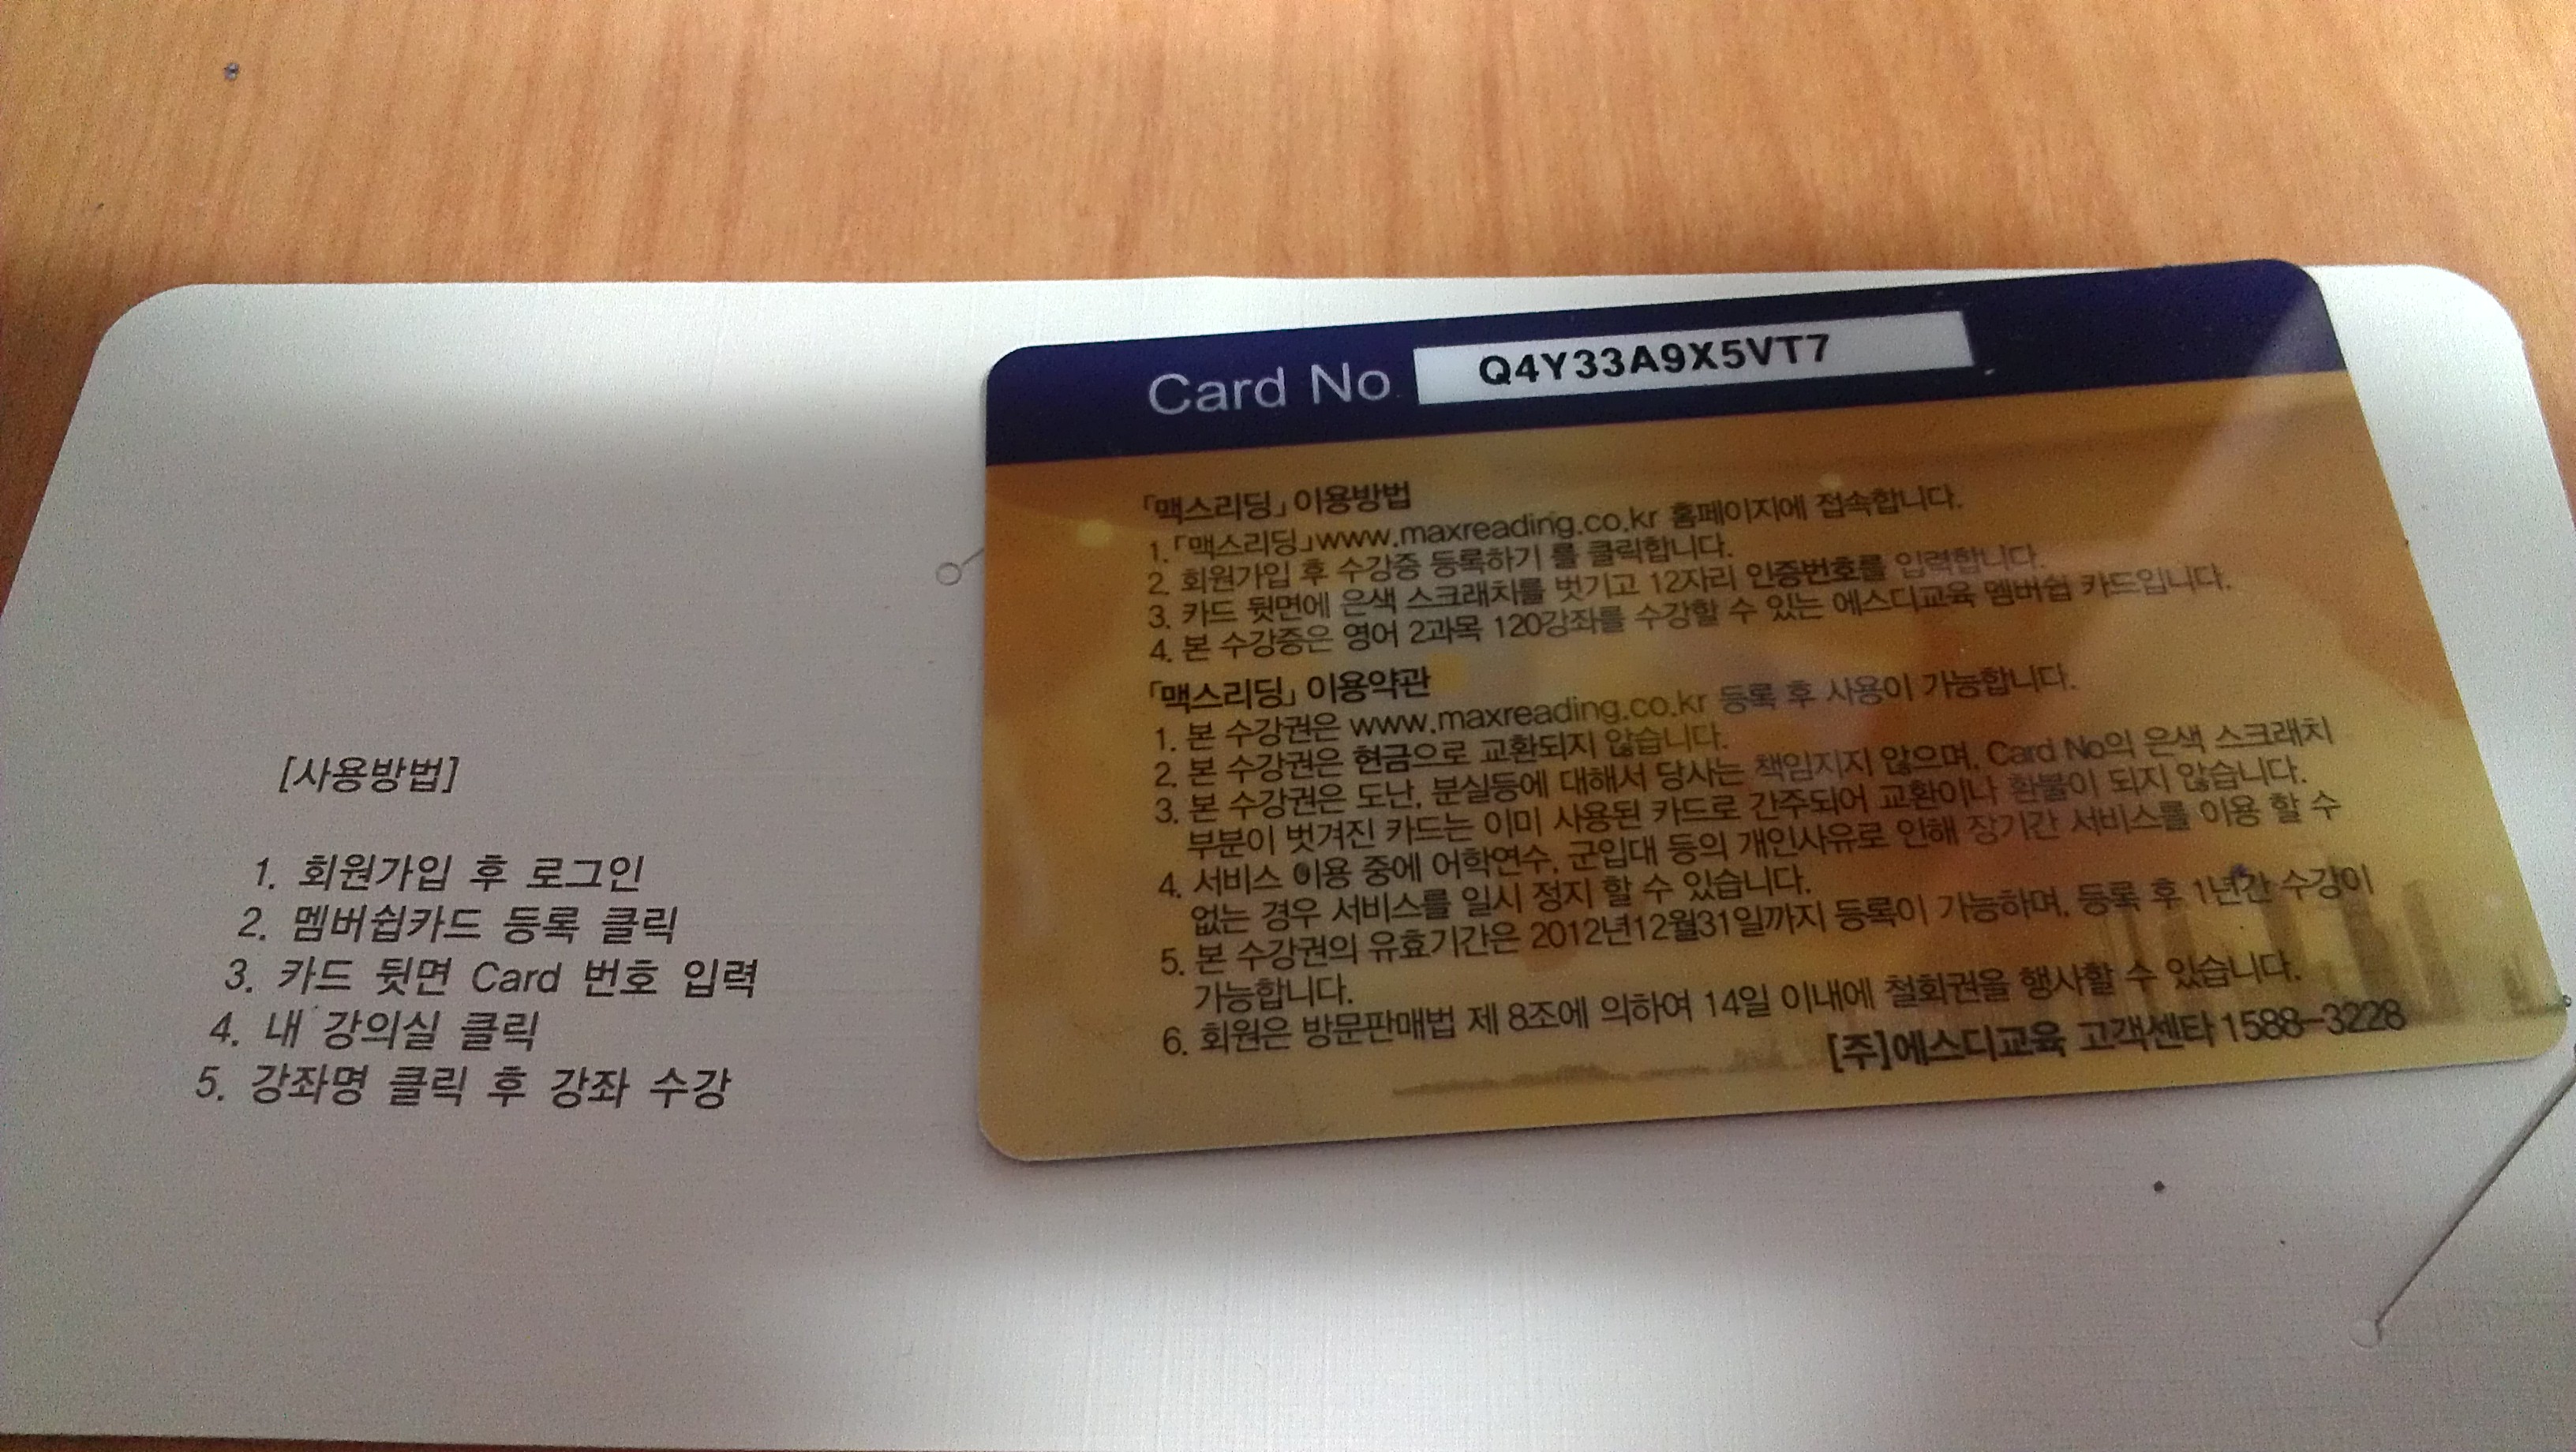 [사용방법]
1. 회원가입 후 로그인
2. 멤버쉽카드 등록 클릭
3. 카드 뒷면 Card 번호 입력
4. 내 강의실 클릭
5. 강좌명 클릭 후 강좌 수강
Card No. Q4Y33A9X5VT7
「맥스리딩」 이용방법
1. 「맥스리딩」www.maxreading.co.kr 홈페이지에 접속합니다.
2. 회원가입 후 수강증 등록하기 를 클릭합니다.
3. 카드 뒷면에 은색 스크래치를 벗기고 12자리 인증번호를 입력합니다.
4. 본 수강증은 영어 2과목 120강좌를 수강할 수 있는 에스디교육 멤버쉽 카드입니다.
「맥스리딩」 이용약관
1. 본 수강권은 www.maxreading.co.kr 등록 후 사용이 가능합니다.
2. 본 수강권은 현금으로 교환되지 않습니다.
3. 본 수강권은 도난, 분실등에 대해서 당사는 책임지지 않으며, Card No의 은색 스크래치
부분이 벗겨진 카드는 이미 사용된 카드로 간주되어 교환이나 환불이 되지 않습니다.
4. 서비스 이용 중에 어학연수, 군입대 등의 개인사유로 인해 장기간 서비스를 이용 할 수
없는 경우 서비스를 일시 정지 할 수 있습니다.
5. 본 수강권의 유효기간은 2012년12월31일까지 등록이 가능하며, 등록 후 1년간 수강이
가능합니다.
6. 회원은 방문판매법 제 8조에 의하여 14일 이내에 철회권을 행사할 수 있습니다.
[주]에스디교육 고객센타 1588-3228